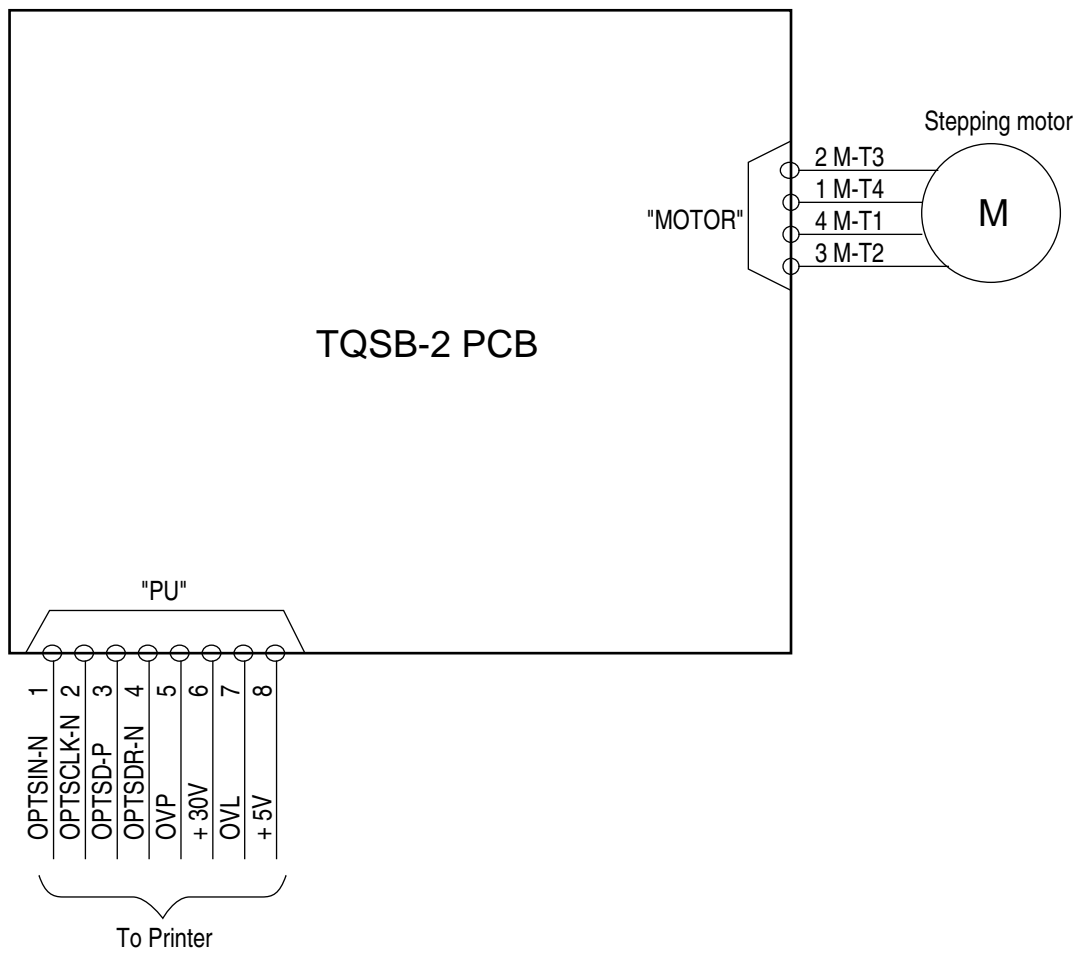 Stepping motor
2 M-T3
1 M-T4
4 M-T1
3 M-T2
"MOTOR"
M
TQSB-2 PCB
"PU"
1 OPTSIN-N
2 OPTSCLK-N
3 OPTSD-P
4 OPTSDR-N
5 OVP
6 + 30V
7 OVL
8 + 5V
To Printer